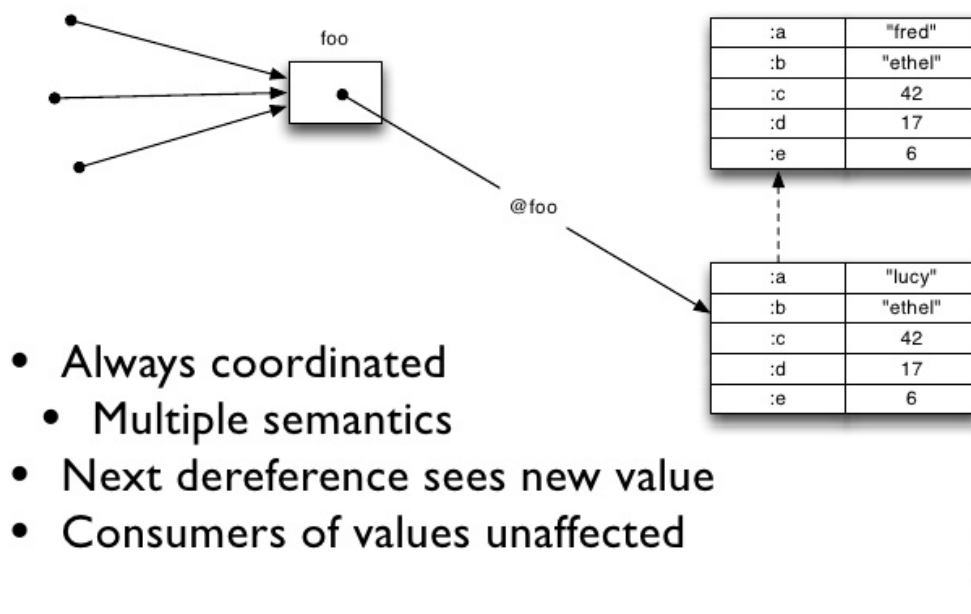 foo
:a "fred"
:b "ethel"
:c 42
:d 17
:e 6
@foo
:a "lucy"
:b "ethel"
:c 42
:d 17
:e 6
• Always coordinated
• Multiple semantics
• Next dereference sees new value
• Consumers of values unaffected